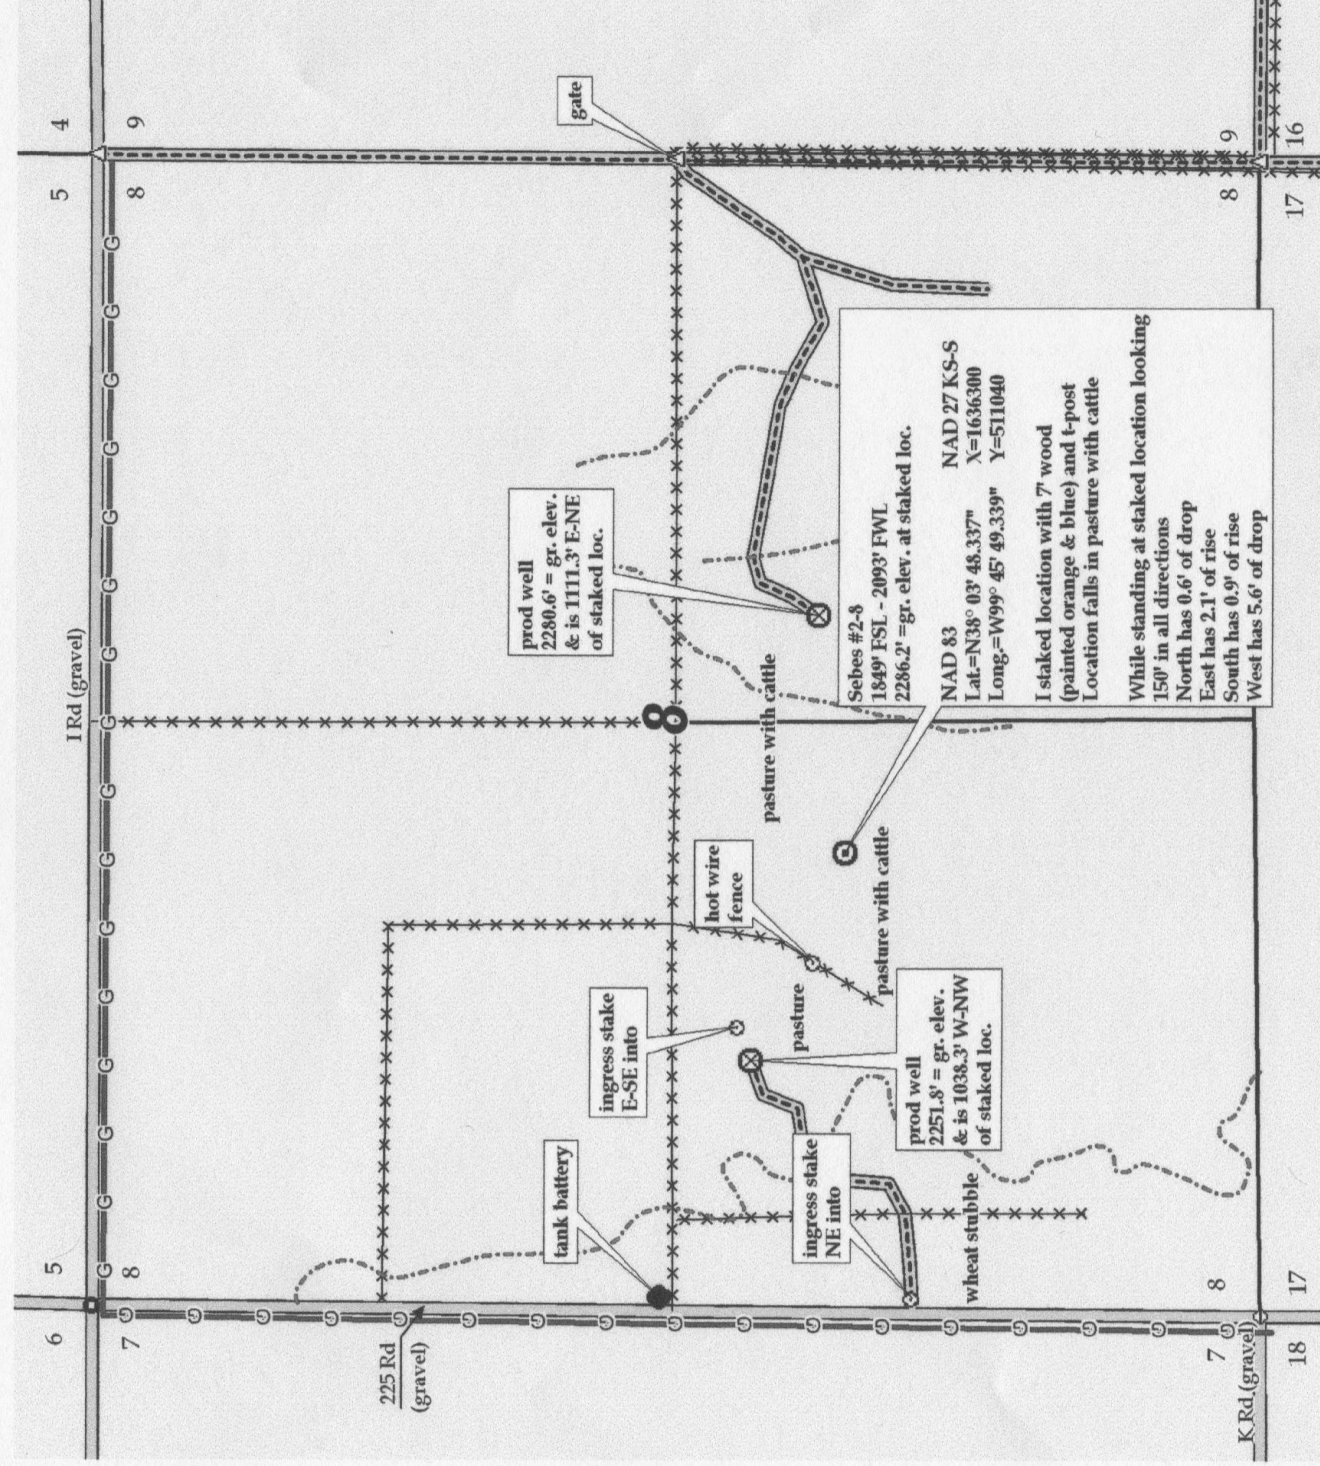 6
5
I Rd (gravel)
5
4
7
8
8
9
225 Rd
(gravel)
tank battery
ingress stake
E-SE into
prod well
2280.6' = gr. elev.
& is 1111.3' E-NE
of staked loc.
gate
8
hot wire
fence
pasture with cattle
ingress stake
NE into
pasture
pasture with cattle
prod well
2251.8' = gr. elev.
& is 1038.3' W-NW
of staked loc.
wheat stubble
Sebes #2-8
1849' FSL - 2093' FWL
2286.2' =gr. elev. at staked loc.
NAD 83
NAD 27 KS-S
Lat.=N38° 03' 48.337"
X=1636300
Long.=W99° 45' 49.339"
Y=511040
I staked location with 7' wood
(painted orange & blue) and t-post
Location falls in pasture with cattle
While standing at staked location looking
150' in all directions
North has 0.6' of drop
East has 2.1' of rise
South has 0.9' of rise
West has 5.6' of drop
7
8
8
9
K Rd (gravel)
18
17
17
16